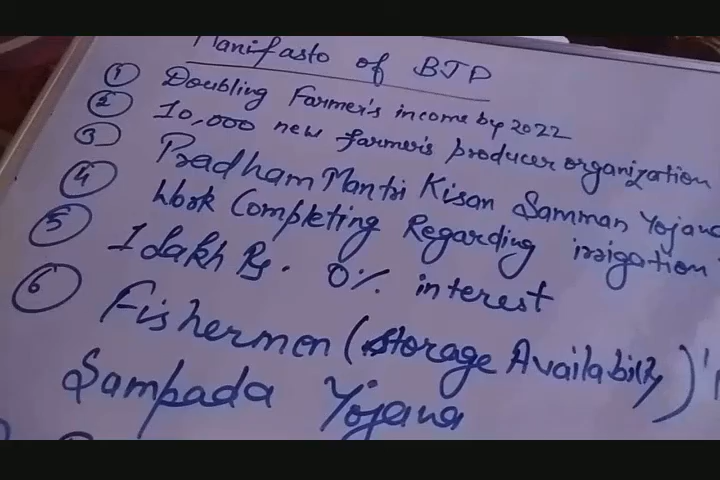 Manifasto of BJP
① Doubling Farmer's income by 2022
② 10,000 new farmer's producer organization
③ Pradham Mantri Kisan Samman Yojana
④ Work Completing Regarding irrigation
⑤ 1 Lakh Rs. 0% interest
⑥ Fishermen (storage Availability)
Sampada Yojana